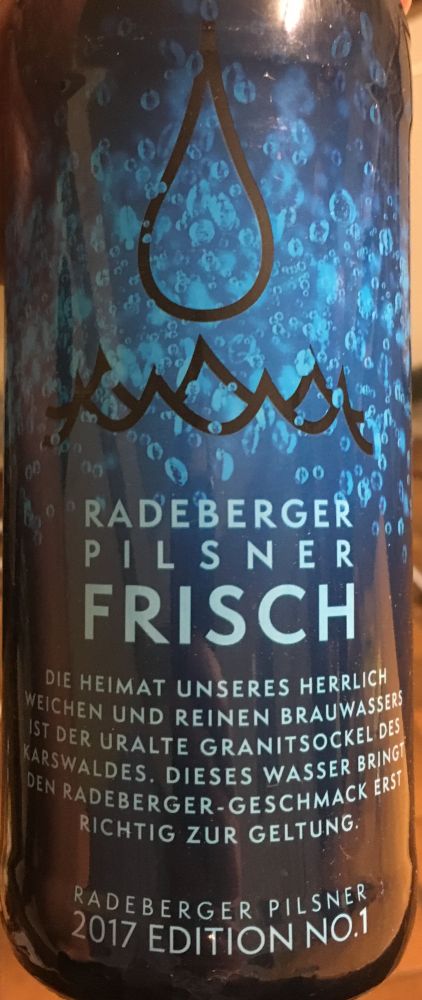 RADEBERGER
PILSNER
FRISCH
DIE HEIMAT UNSERES HERRLICH
WEICHEN UND REINEN BRAUWASSERS
IST DER URALTE GRANITSOCKEL DES
KARSWALDES. DIESES WASSER BRINGT
DEN RADEBERGER-GESCHMACK ERST
RICHTIG ZUR GELTUNG.
RADEBERGER PILSNER
2017 EDITION NO.1